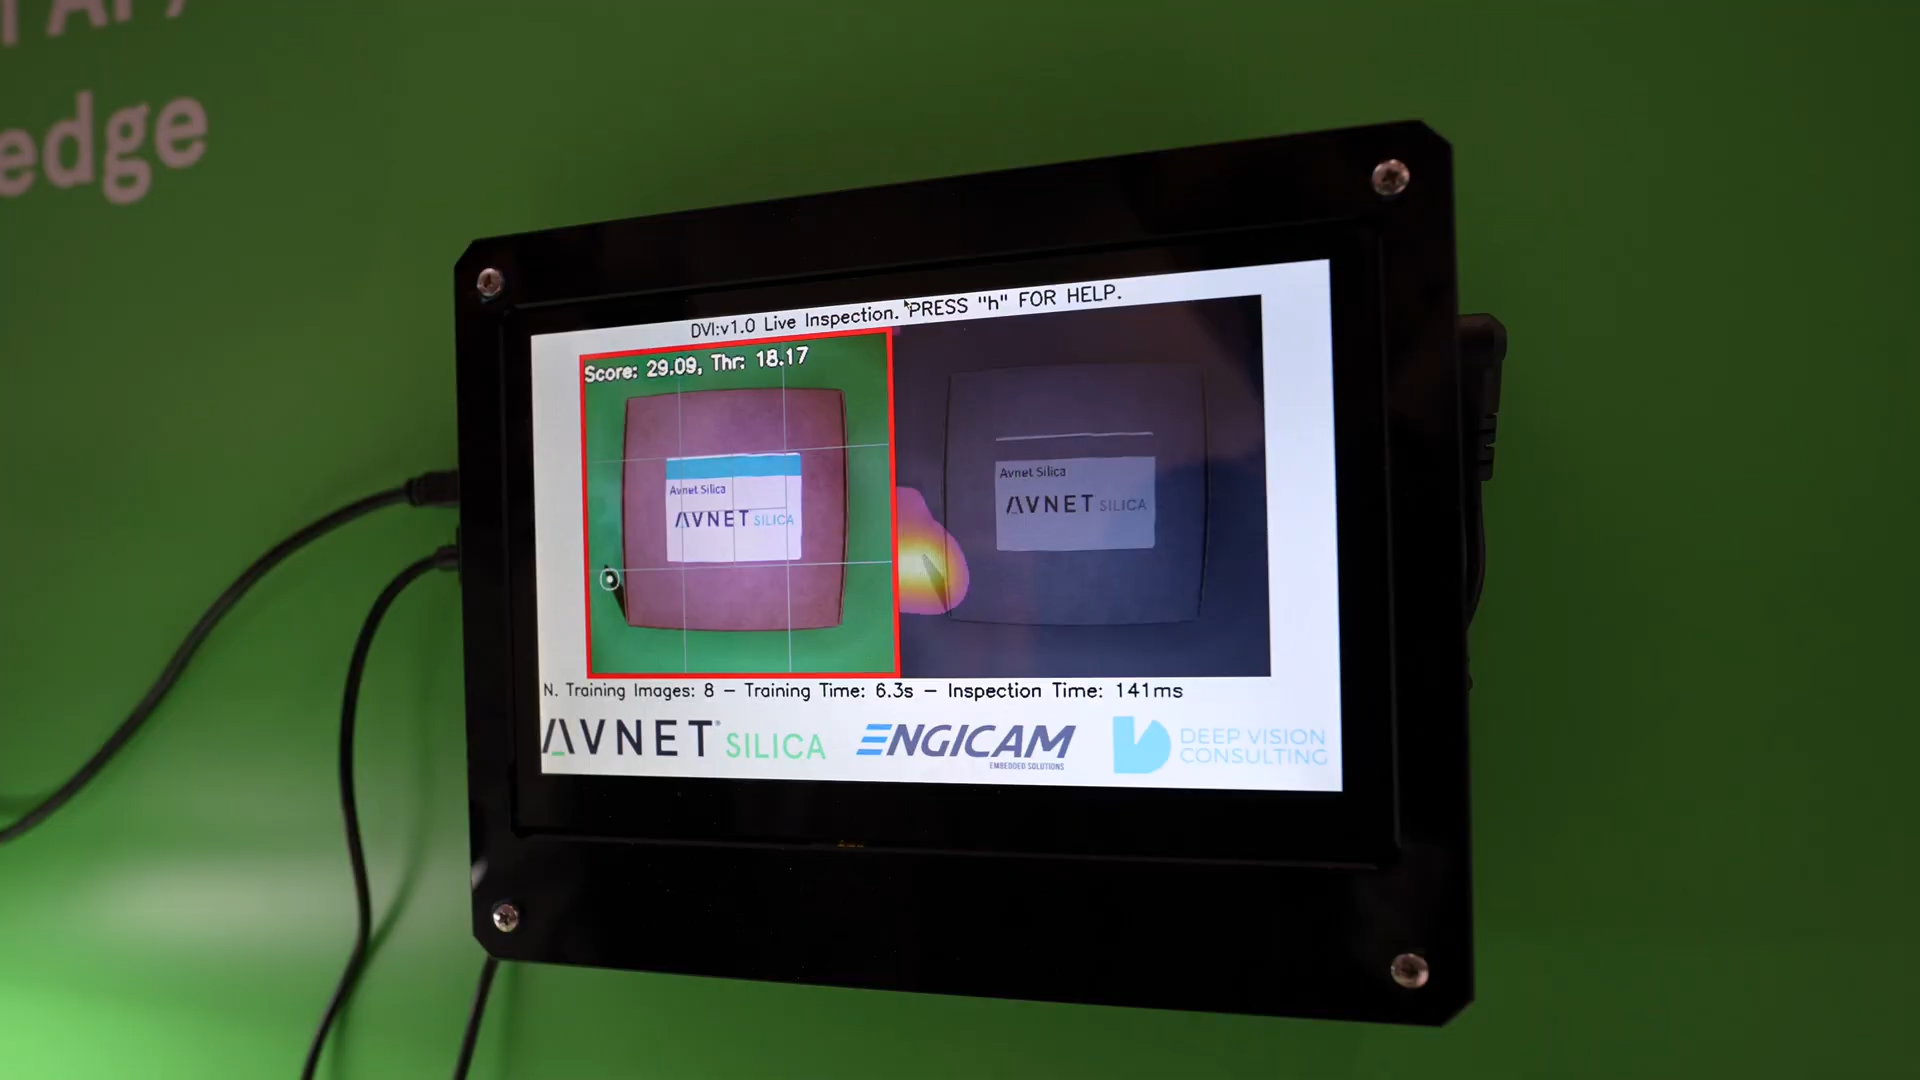 edge
DVI:v1.0 Live Inspection. PRESS "h" FOR HELP.
Score: 29.09, Thr: 18.17
Avnet Silica
AVNET SILICA
Avnet Silica
AVNET SILICA
N. Training Images: 8 - Training Time: 6.3s - Inspection Time: 141ms
AVNET® SILICA
ENGICAM
EMBEDDED SOLUTIONS
DEEP VISION
CONSULTING